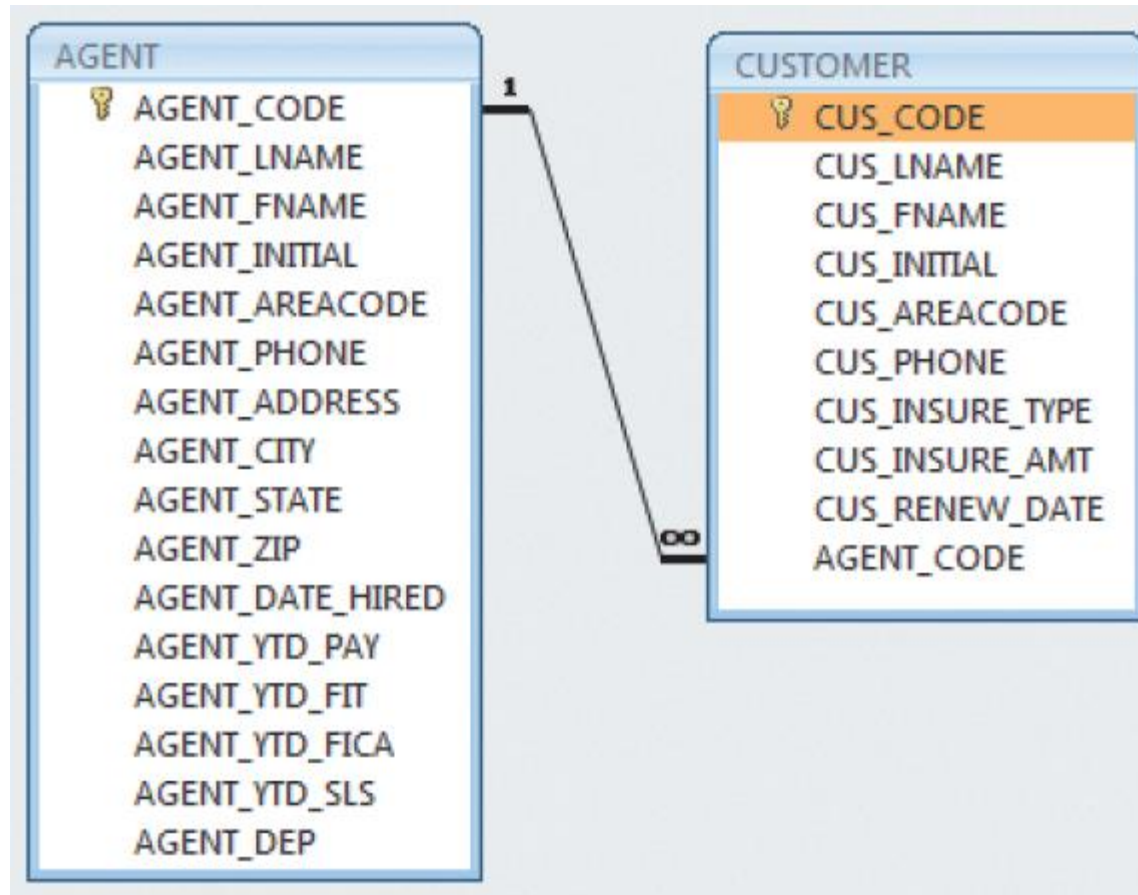 AGENT
AGENT_CODE
AGENT_LNAME
AGENT_FNAME
AGENT_INITIAL
AGENT_AREACODE
AGENT_PHONE
AGENT_ADDRESS
AGENT_CITY
AGENT_STATE
AGENT_ZIP
AGENT_DATE_HIRED
AGENT_YTD_PAY
AGENT_YTD_FIT
AGENT_YTD_FICA
AGENT_YTD_SLS
AGENT_DEP
1
∞
CUSTOMER
CUS_CODE
CUS_LNAME
CUS_FNAME
CUS_INITIAL
CUS_AREACODE
CUS_PHONE
CUS_INSURE_TYPE
CUS_INSURE_AMT
CUS_RENEW_DATE
AGENT_CODE